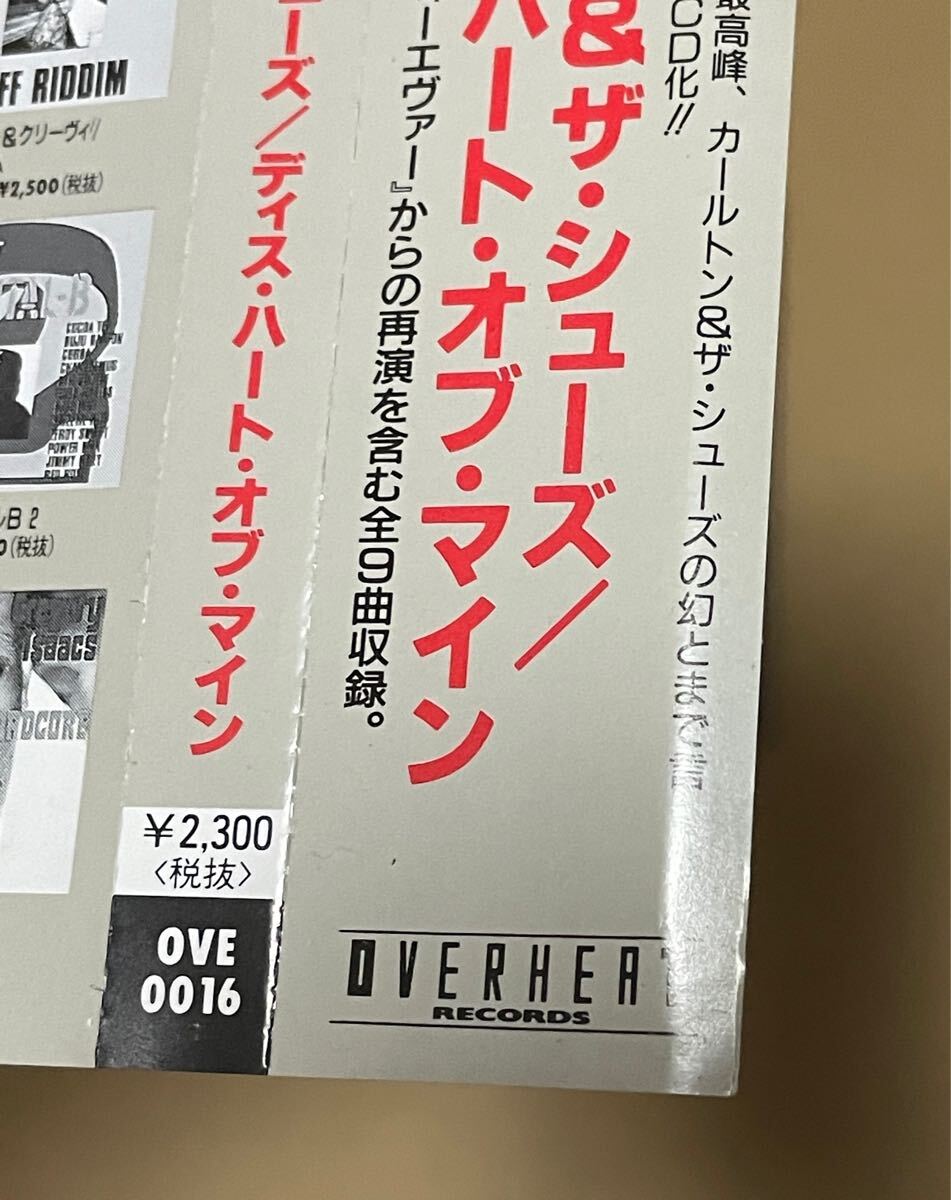 最高峰、カールトン&ザ・シューズの幻とまで言
CD化!!
&ザ・シューズ/
ハート・オブ・マイン
ーエヴァー』からの再演を含む全9曲収録。
ーズ/ディス・ハート・オブ・マイン
¥2,300
〈税抜〉
OVE
0016
OVERHEAT
RECORDS
FF RIDDIM
&クリーヴィ!!
¥2,500(税抜)
B 2
0(税抜)
Isaacs